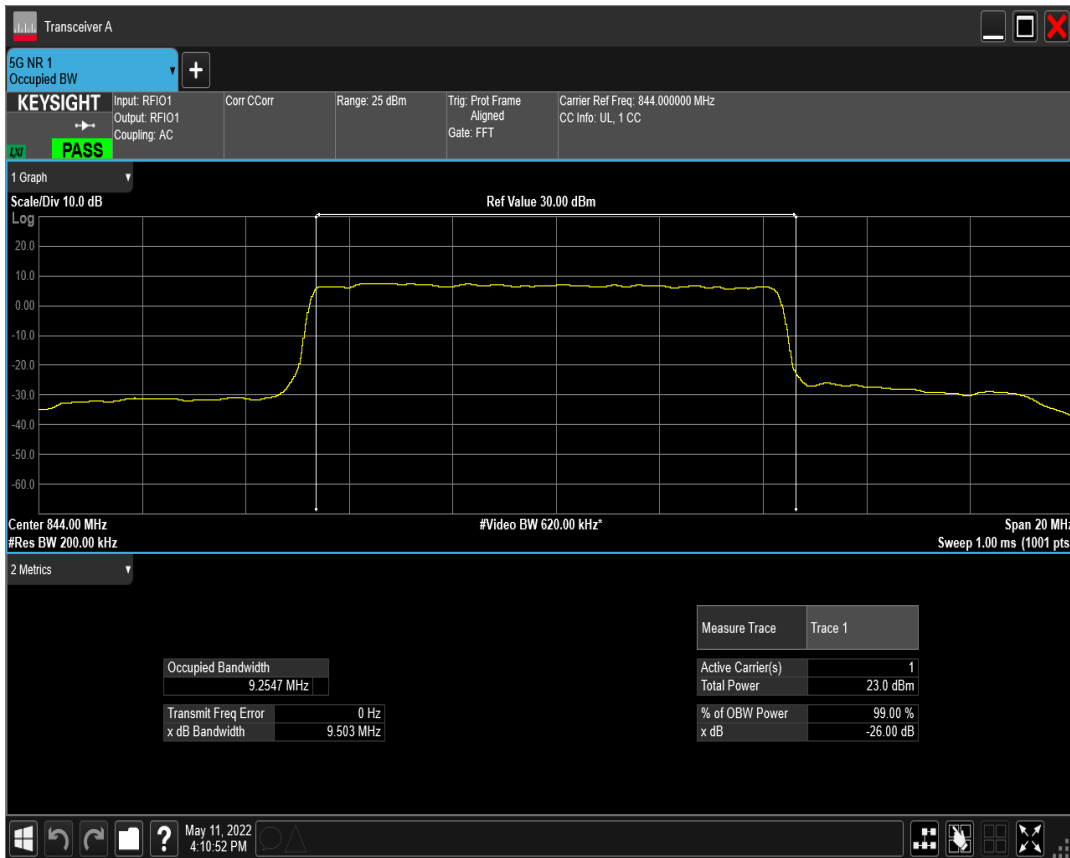 Transceiver A
5G NR 1
Occupied BW
KEYSIGHT
LXI
PASS
Input: RFIO1
Output: RFIO1
Coupling: AC
Corr CCorr
Range: 25 dBm
Trig: Prot Frame
Aligned
Gate: FFT
Carrier Ref Freq: 844.000000 MHz
CC Info: UL, 1 CC
1 Graph
Scale/Div 10.0 dB
Ref Value 30.00 dBm
Log
20.0
10.0
0.00
-10.0
-20.0
-30.0
-40.0
-50.0
-60.0
Center 844.00 MHz
#Video BW 620.00 kHz*
Span 20 MHz
#Res BW 200.00 kHz
Sweep 1.00 ms (1001 pts
2 Metrics
Measure Trace Trace 1
Occupied Bandwidth
9.2547 MHz
Active Carrier(s) 1
Total Power 23.0 dBm
Transmit Freq Error 0 Hz
x dB Bandwidth 9.503 MHz
% of OBW Power 99.00 %
x dB -26.00 dB
?
May 11, 2022
4:10:52 PM